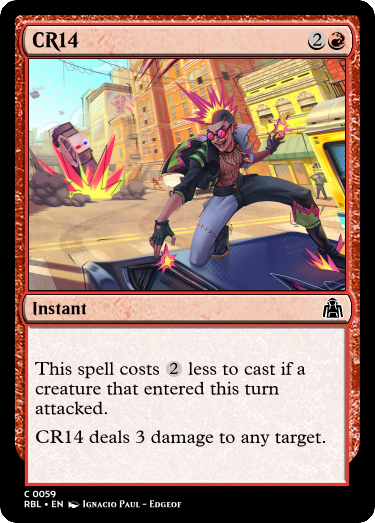 CR14 2
Instant
This spell costs 2 less to cast if a
creature that entered this turn
attacked.
CR14 deals 3 damage to any target.
C 0059
RBL • EN Ignacio Paul – Edgeof